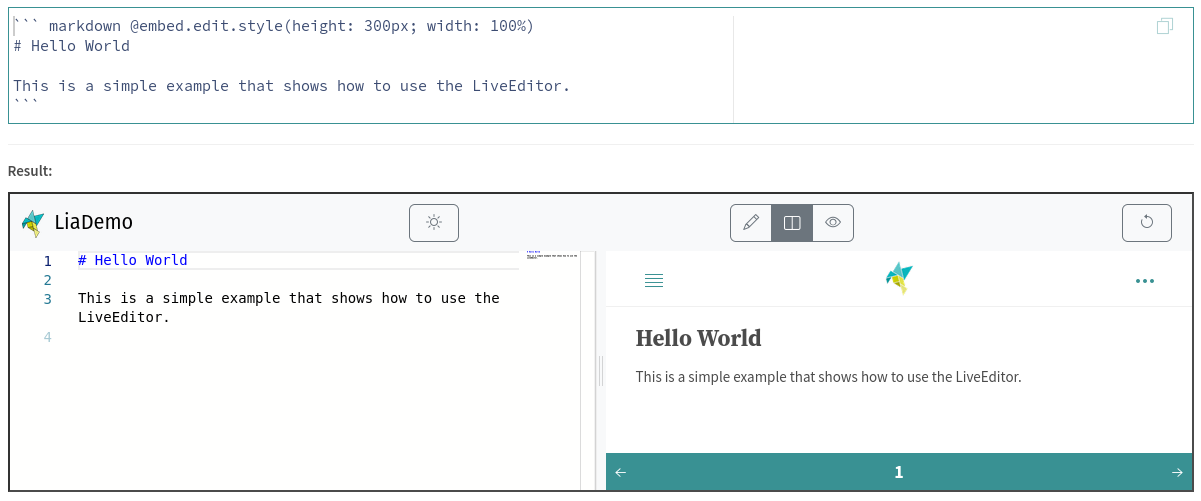 ``` markdown @embed.edit.style(height: 300px; width: 100%)
# Hello World
This is a simple example that shows how to use the LiveEditor.
```
Result:
LiaDemo
1 # Hello World
2
3 This is a simple example that shows how to use the
LiveEditor.
4
Hello World
This is a simple example that shows how to use the LiveEditor.
1